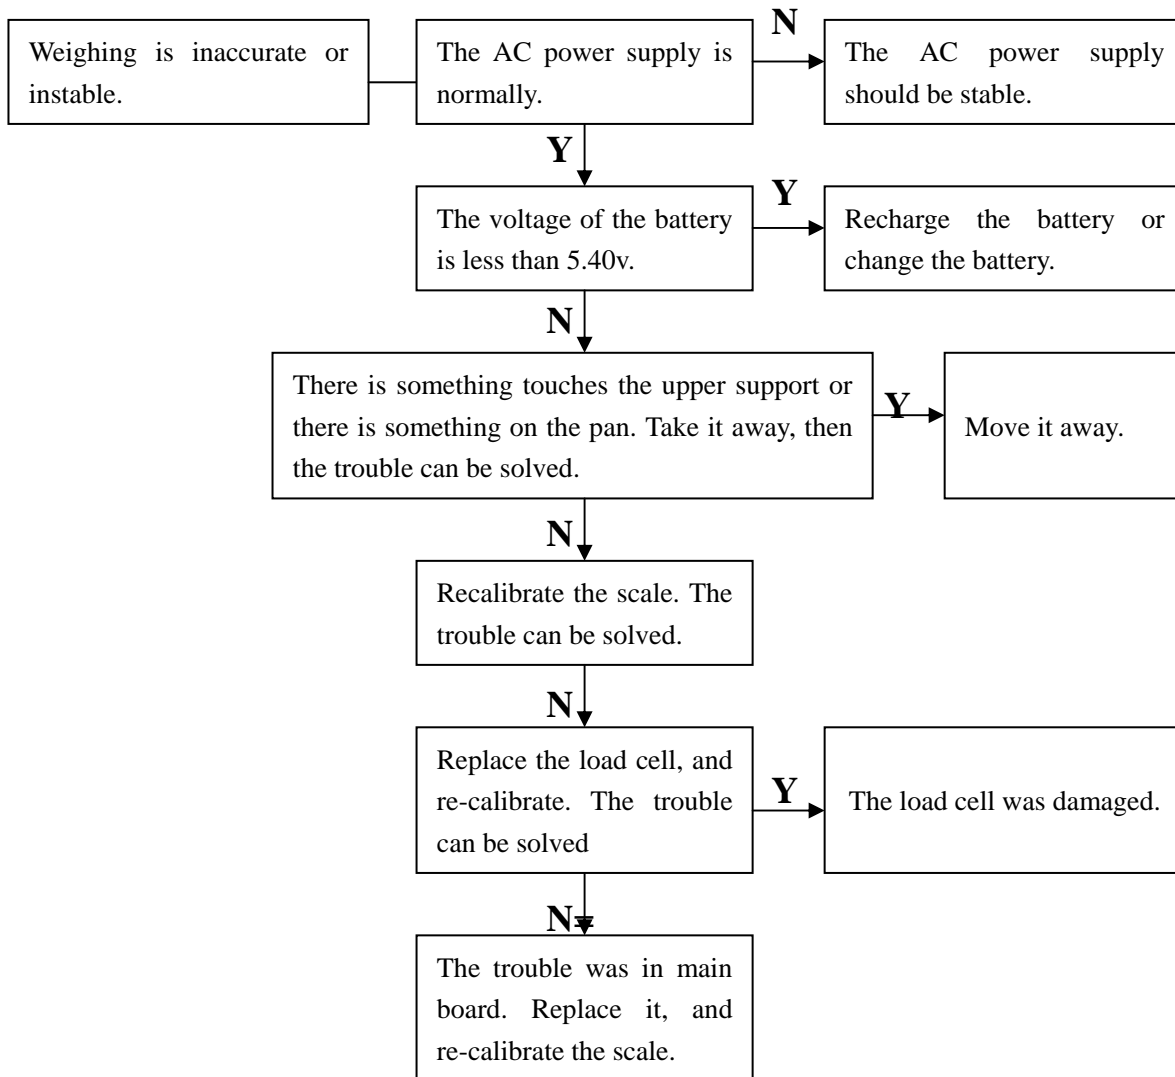 Weighing is inaccurate or
instable.
The AC power supply is
normally.
N
The AC power supply
should be stable.
Y
The voltage of the battery
is less than 5.40v.
Y
Recharge the battery or
change the battery.
N
There is something touches the upper support or
there is something on the pan. Take it away, then
the trouble can be solved.
Y
Move it away.
N
Recalibrate the scale. The
trouble can be solved.
N
Replace the load cell, and
re-calibrate. The trouble
can be solved
Y
The load cell was damaged.
N
The trouble was in main
board. Replace it, and
re-calibrate the scale.